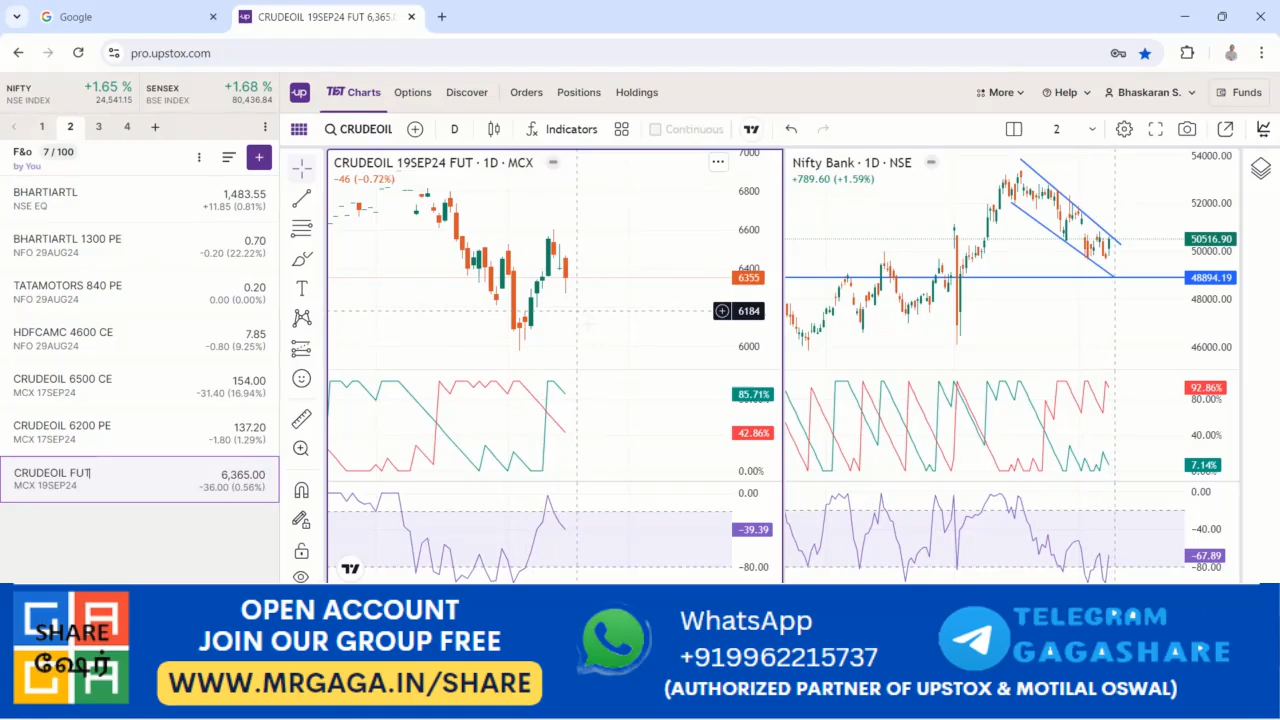 Google
CRUDEOIL 19SEP24 FUT 6,365.
pro.upstox.com
NIFTY +1.65 %
NSE INDEX 24,541.15
SENSEX +1.68 %
BSE INDEX 80,436.84
up TBT Charts Options Discover Orders Positions Holdings More Help Bhaskaran S. Funds
1 2 3 4
CRUDEOIL D Indicators Continuous 2
F&o 7 / 100
by You
BHARTIARTL 1,483.55
NSE EQ +11.85 (0.81%)
BHARTIARTL 1300 PE 0.70
NFO 29AUG24 -0.20 (22.22%)
TATAMOTORS 840 PE 0.20
NFO 29AUG24 0.00 (0.00%)
HDFCAMC 4600 CE 7.85
NFO 29AUG24 -0.80 (9.25%)
CRUDEOIL 6500 CE 154.00
MCX 17SEP24 -31.40 (16.94%)
CRUDEOIL 6200 PE 137.20
MCX 17SEP24 -1.80 (1.29%)
CRUDEOIL FUT 6,365.00
MCX 19SEP24 -36.00 (0.56%)
CRUDEOIL 19SEP24 FUT · 1D · MCX
-46 (-0.72%)
7000
6800
6600
6400
6355
6184
6000
85.71%
42.86%
0.00%
0.00
-39.39
-80.00
Nifty Bank · 1D · NSE
+789.60 (+1.59%)
54000.00
52000.00
50516.90
50000.00
48894.19
48000.00
46000.00
92.86%
80.00%
40.00%
7.14%
0.00
-40.00
-67.89
-80.00
GAGA
SHARE
ஷேர்
OPEN ACCOUNT
JOIN OUR GROUP FREE
WWW.MRGAGA.IN/SHARE
WhatsApp
+919962215737
TELEGRAM
GAGASHARE
(AUTHORIZED PARTNER OF UPSTOX & MOTILAL OSWAL)